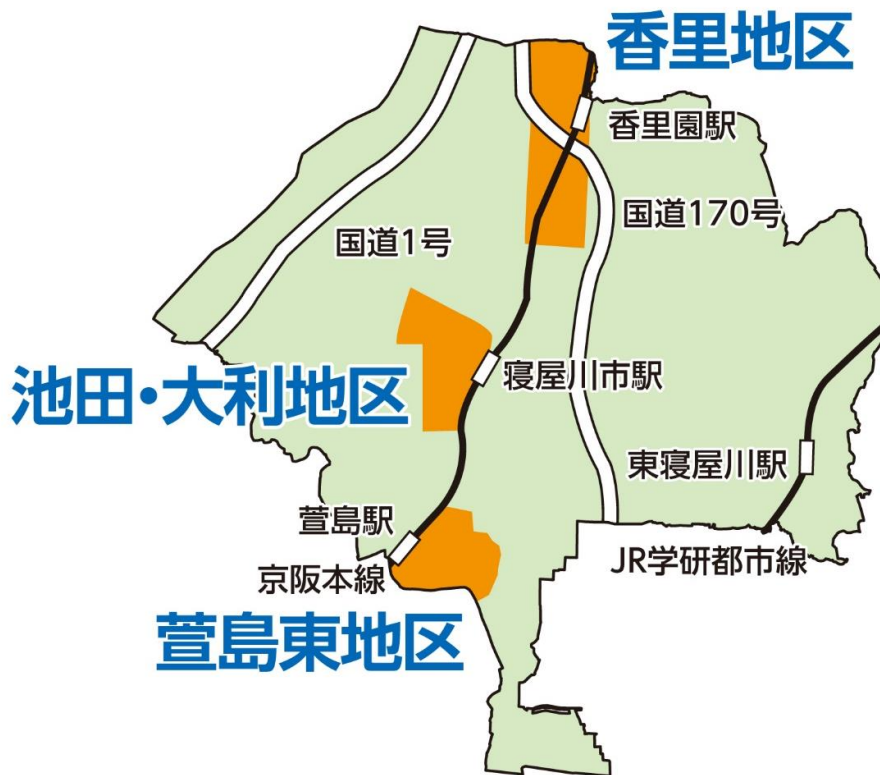 香里地区
香里園駅
国道170号
国道1号
池田・大利地区
寝屋川市駅
東寝屋川駅
萱島駅
JR学研都市線
京阪本線
萱島東地区